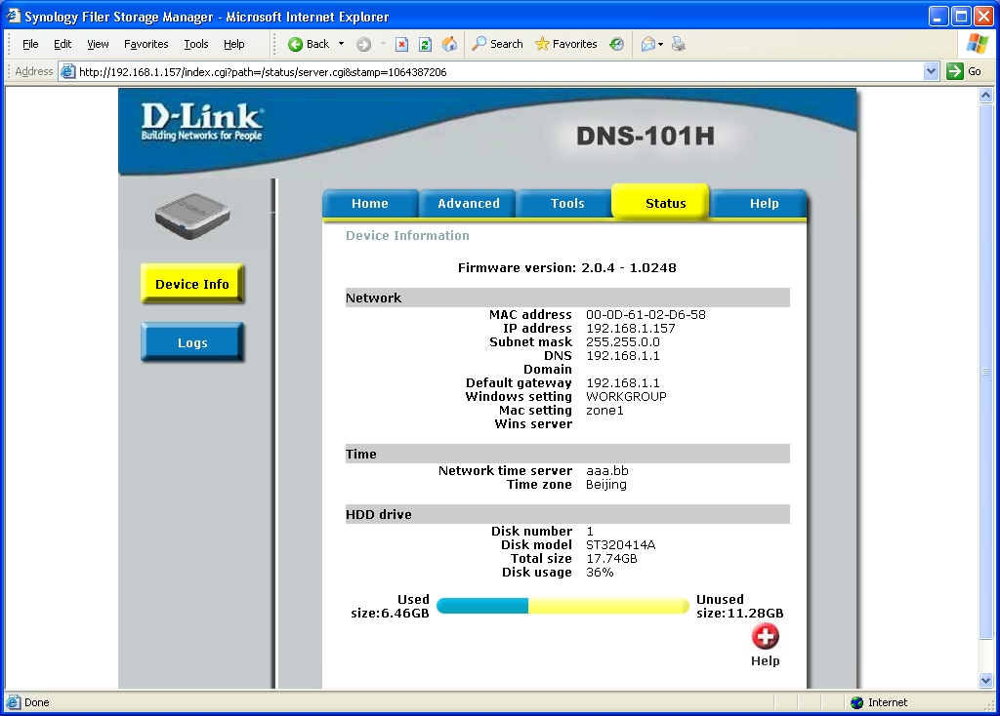 Synology Filer Storage Manager - Microsoft Internet Explorer
File Edit View Favorites Tools Help
Back Search Favorites
Address http://192.168.1.157/index.cgi?path=/status/server.cgi&stamp=1064387206 Go
D-Link
Building Networks for People
DNS-101H
Home Advanced Tools Status Help
Device Information
Device Info
Logs
Firmware version: 2.0.4 - 1.0248
Network
MAC address 00-0D-61-02-D6-58
IP address 192.168.1.157
Subnet mask 255.255.0.0
DNS 192.168.1.1
Domain
Default gateway 192.168.1.1
Windows setting WORKGROUP
Mac setting zone1
Wins server
Time
Network time server aaa.bb
Time zone Beijing
HDD drive
Disk number 1
Disk model ST320414A
Total size 17.74GB
Disk usage 36%
Used Unused
size:6.46GB size:11.28GB
Help
Done Internet